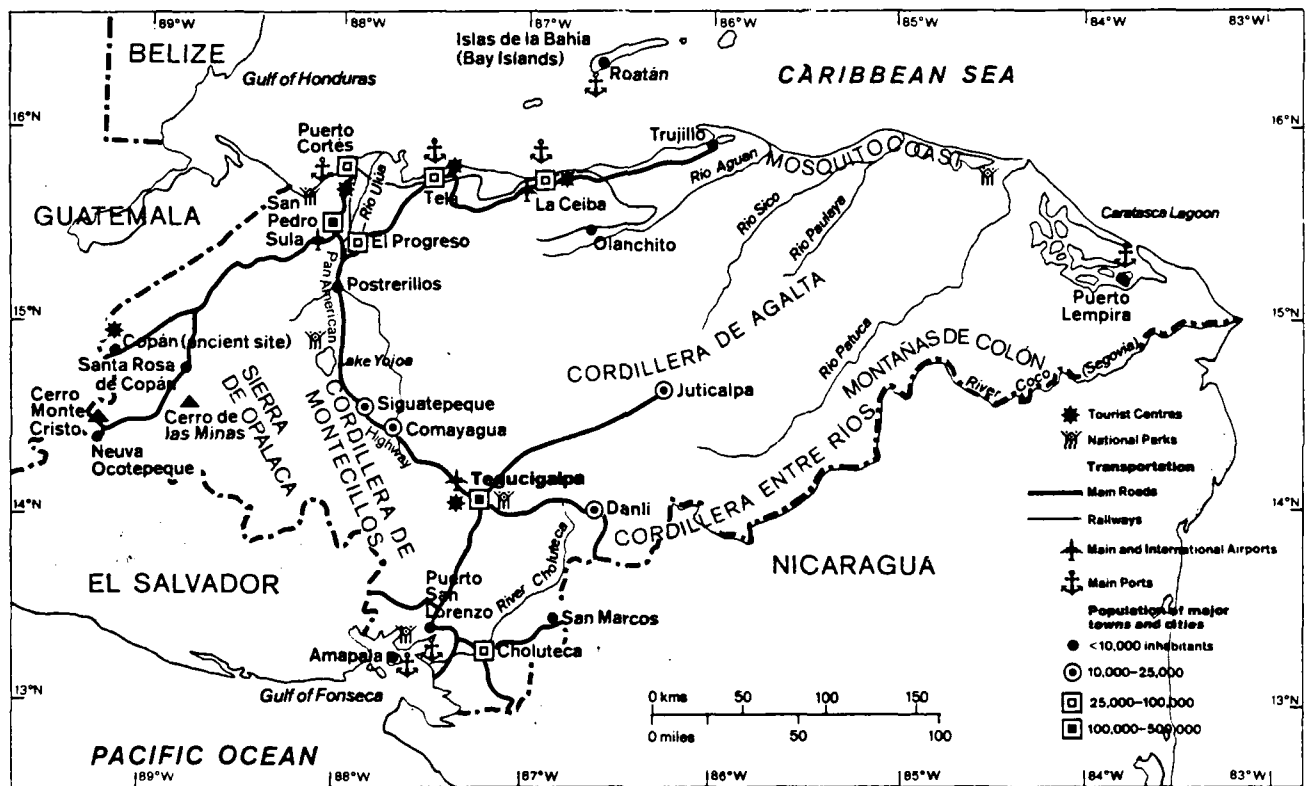 89°W 88°W 87°W 86°W 85°W 84°W 83°W
BELIZE
Gulf of Honduras
Islas de la Bahía
(Bay Islands)
Roatán
CARIBBEAN SEA
16°N
16°N
Puerto
Cortés
Trujillo
Rio Aguan
MOSQUITO COAST
GUATEMALA
San
Pedro
Sula
Rio Ulúa
Tela
La Ceiba
El Progreso
Olanchito
Rio Sico
Rio Paulaya
Caratasca Lagoon
Pan American
Postrerillos
Puerto
Lempira
15°N
15°N
Copán (ancient site)
Santa Rosa
de Copán
Lake Yojoa
CORDILLERA DE AGALTA
Rio Patuca
MONTAÑAS DE COLÓN
River Coco (Segovia)
Cerro
Monte
Cristo
Cerro de
las Minas
Neuva
Ocotepeque
SIERRA
DE OPALACA
CORDILLERA DE
MONTECILLOS
Siguatepeque
Comayagua
Highway
Juticalpa
Tegucigalpa
Danli
CORDILLERA ENTRE RÍOS
14°N
14°N
EL SALVADOR
NICARAGUA
Puerto
San
Lorenzo
River Choluteca
San Marcos
Amapala
Choluteca
Gulf of Fonseca
13°N
13°N
PACIFIC OCEAN
Tourist Centres
National Parks
Transportation
Main Roads
Railways
Main and International Airports
Main Ports
Population of major
towns and cities
<10,000 inhabitants
10,000–25,000
25,000–100,000
100,000–500,000
0 kms 50 100 150
0 miles 50 100
89°W 88°W 87°W 86°W 85°W 84°W 83°W